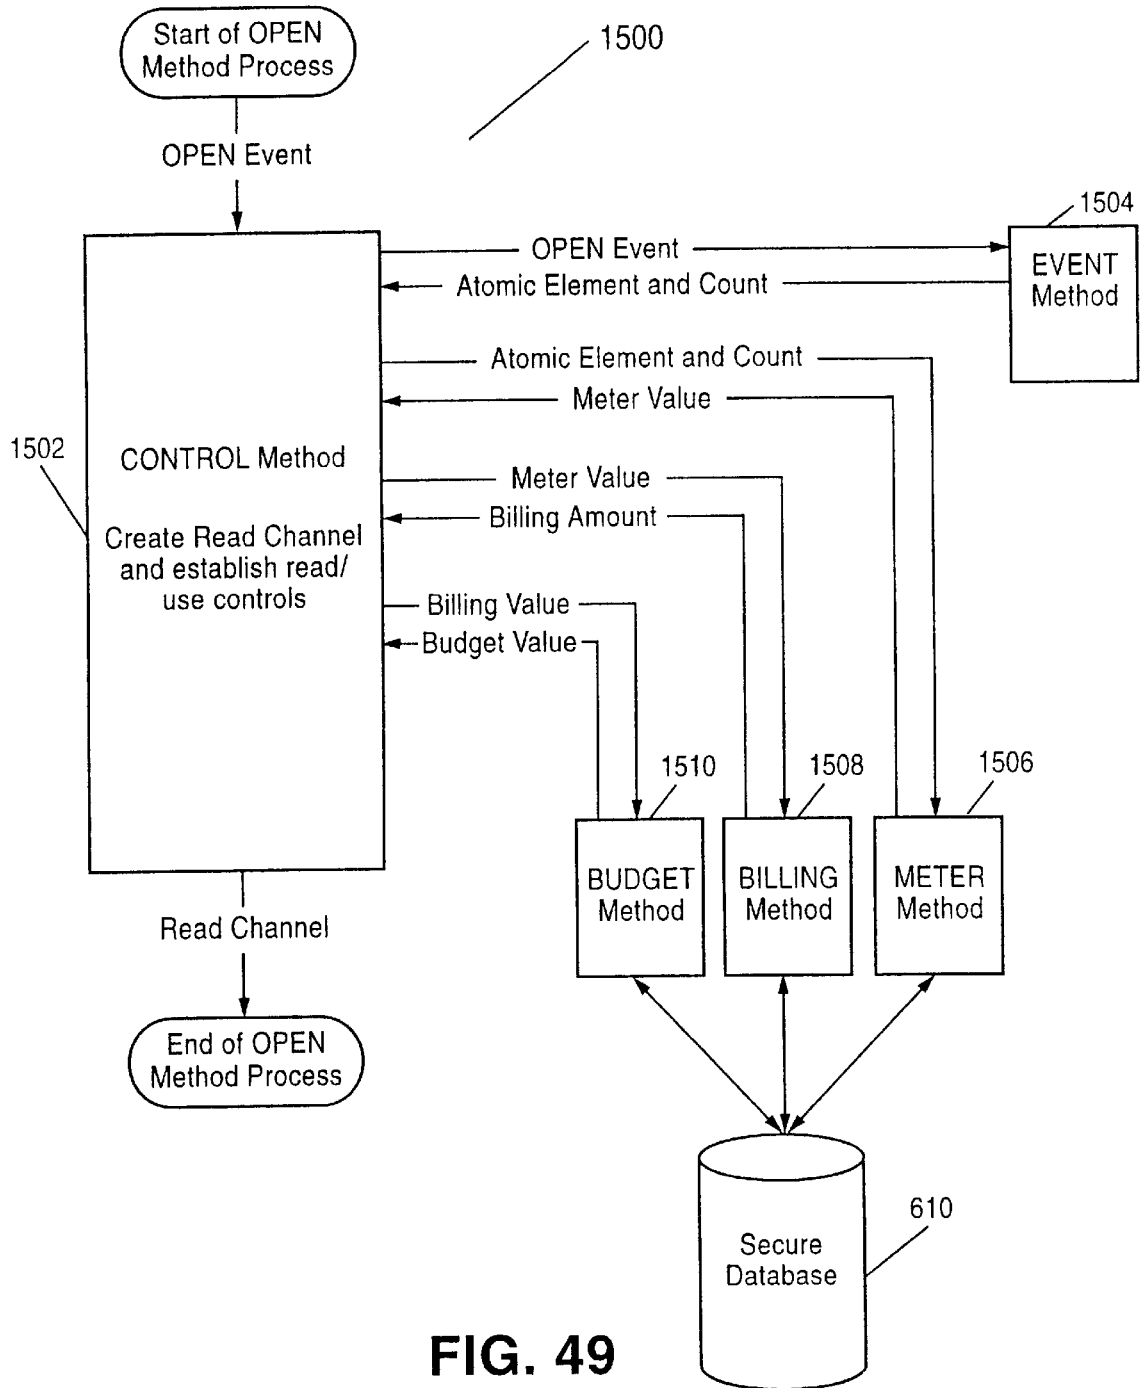 Start of OPEN
Method Process
1500
OPEN Event
1504
OPEN Event
EVENT
Method
Atomic Element and Count
Atomic Element and Count
Meter Value
1502
CONTROL Method
Meter Value
Billing Amount
Create Read Channel
and establish read/
use controls
Billing Value
Budget Value
1510
1508
1506
BUDGET
Method
BILLING
Method
METER
Method
Read Channel
End of OPEN
Method Process
610
Secure
Database
FIG. 49